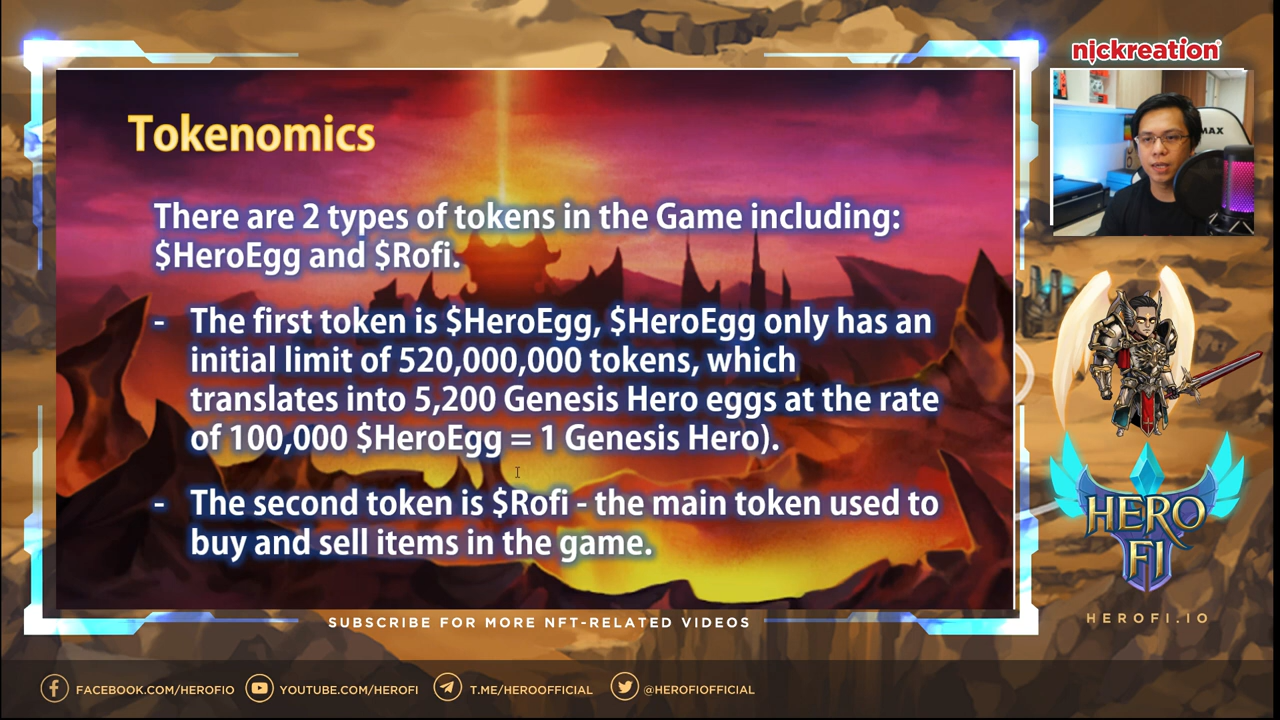 njckreation
Tokenomics
There are 2 types of tokens in the Game including:
$HeroEgg and $Rofi.
- The first token is $HeroEgg, $HeroEgg only has an
initial limit of 520,000,000 tokens, which
translates into 5,200 Genesis Hero eggs at the rate
of 100,000 $HeroEgg = 1 Genesis Hero).
- The second token is $Rofi - the main token used to
buy and sell items in the game.
MAX
HERO
FI
HEROFI.IO
SUBSCRIBE FOR MORE NFT-RELATED VIDEOS
FACEBOOK.COM/HEROFIO
YOUTUBE.COM/HEROFI
T.ME/HEROOFFICIAL
@HEROFIOFFICIAL